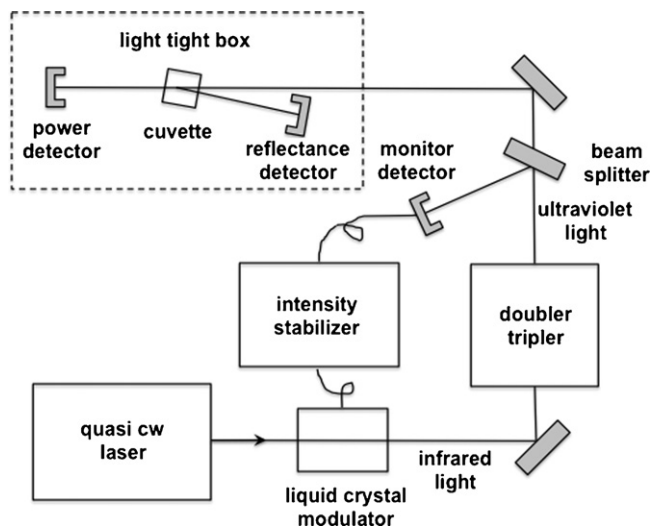 light tight box
power
detector
cuvette
reflectance
detector
monitor
detector
beam
splitter
ultraviolet
light
intensity
stabilizer
doubler
tripler
quasi cw
laser
infrared
light
liquid crystal
modulator